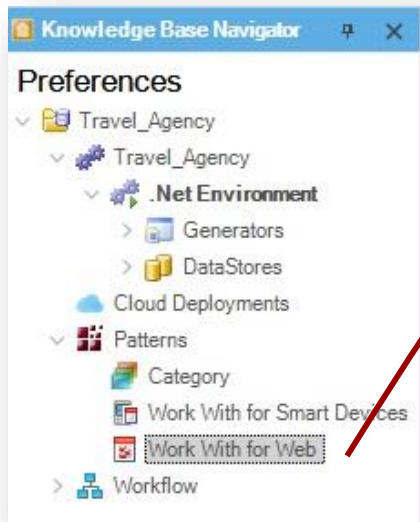 Knowledge Base Navigator
Preferences
Travel_Agency
Travel_Agency
.Net Environment
Generators
DataStores
Cloud Deployments
Patterns
Category
Work With for Smart Devices
Work With for Web
Workflow